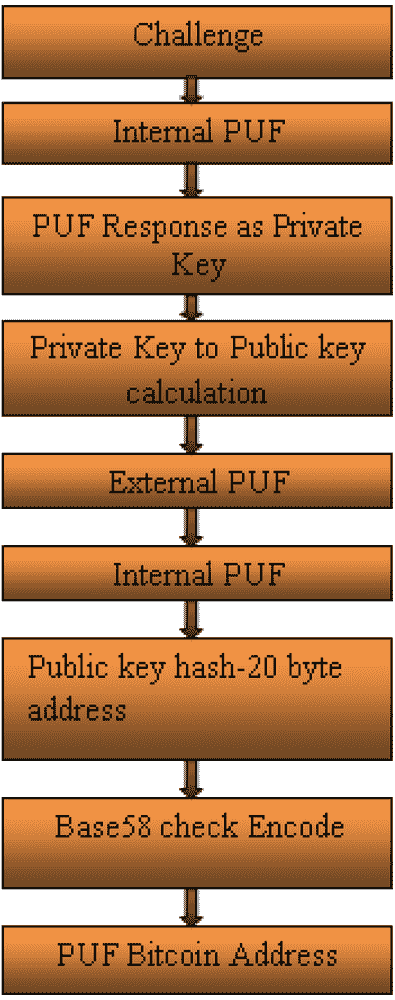 Challenge
Internal PUF
PUF Response as Private
Key
Private Key to Public key
calculation
External PUF
Internal PUF
Public key hash-20 byte
address
Base58 check Encode
PUF Bitcoin Address